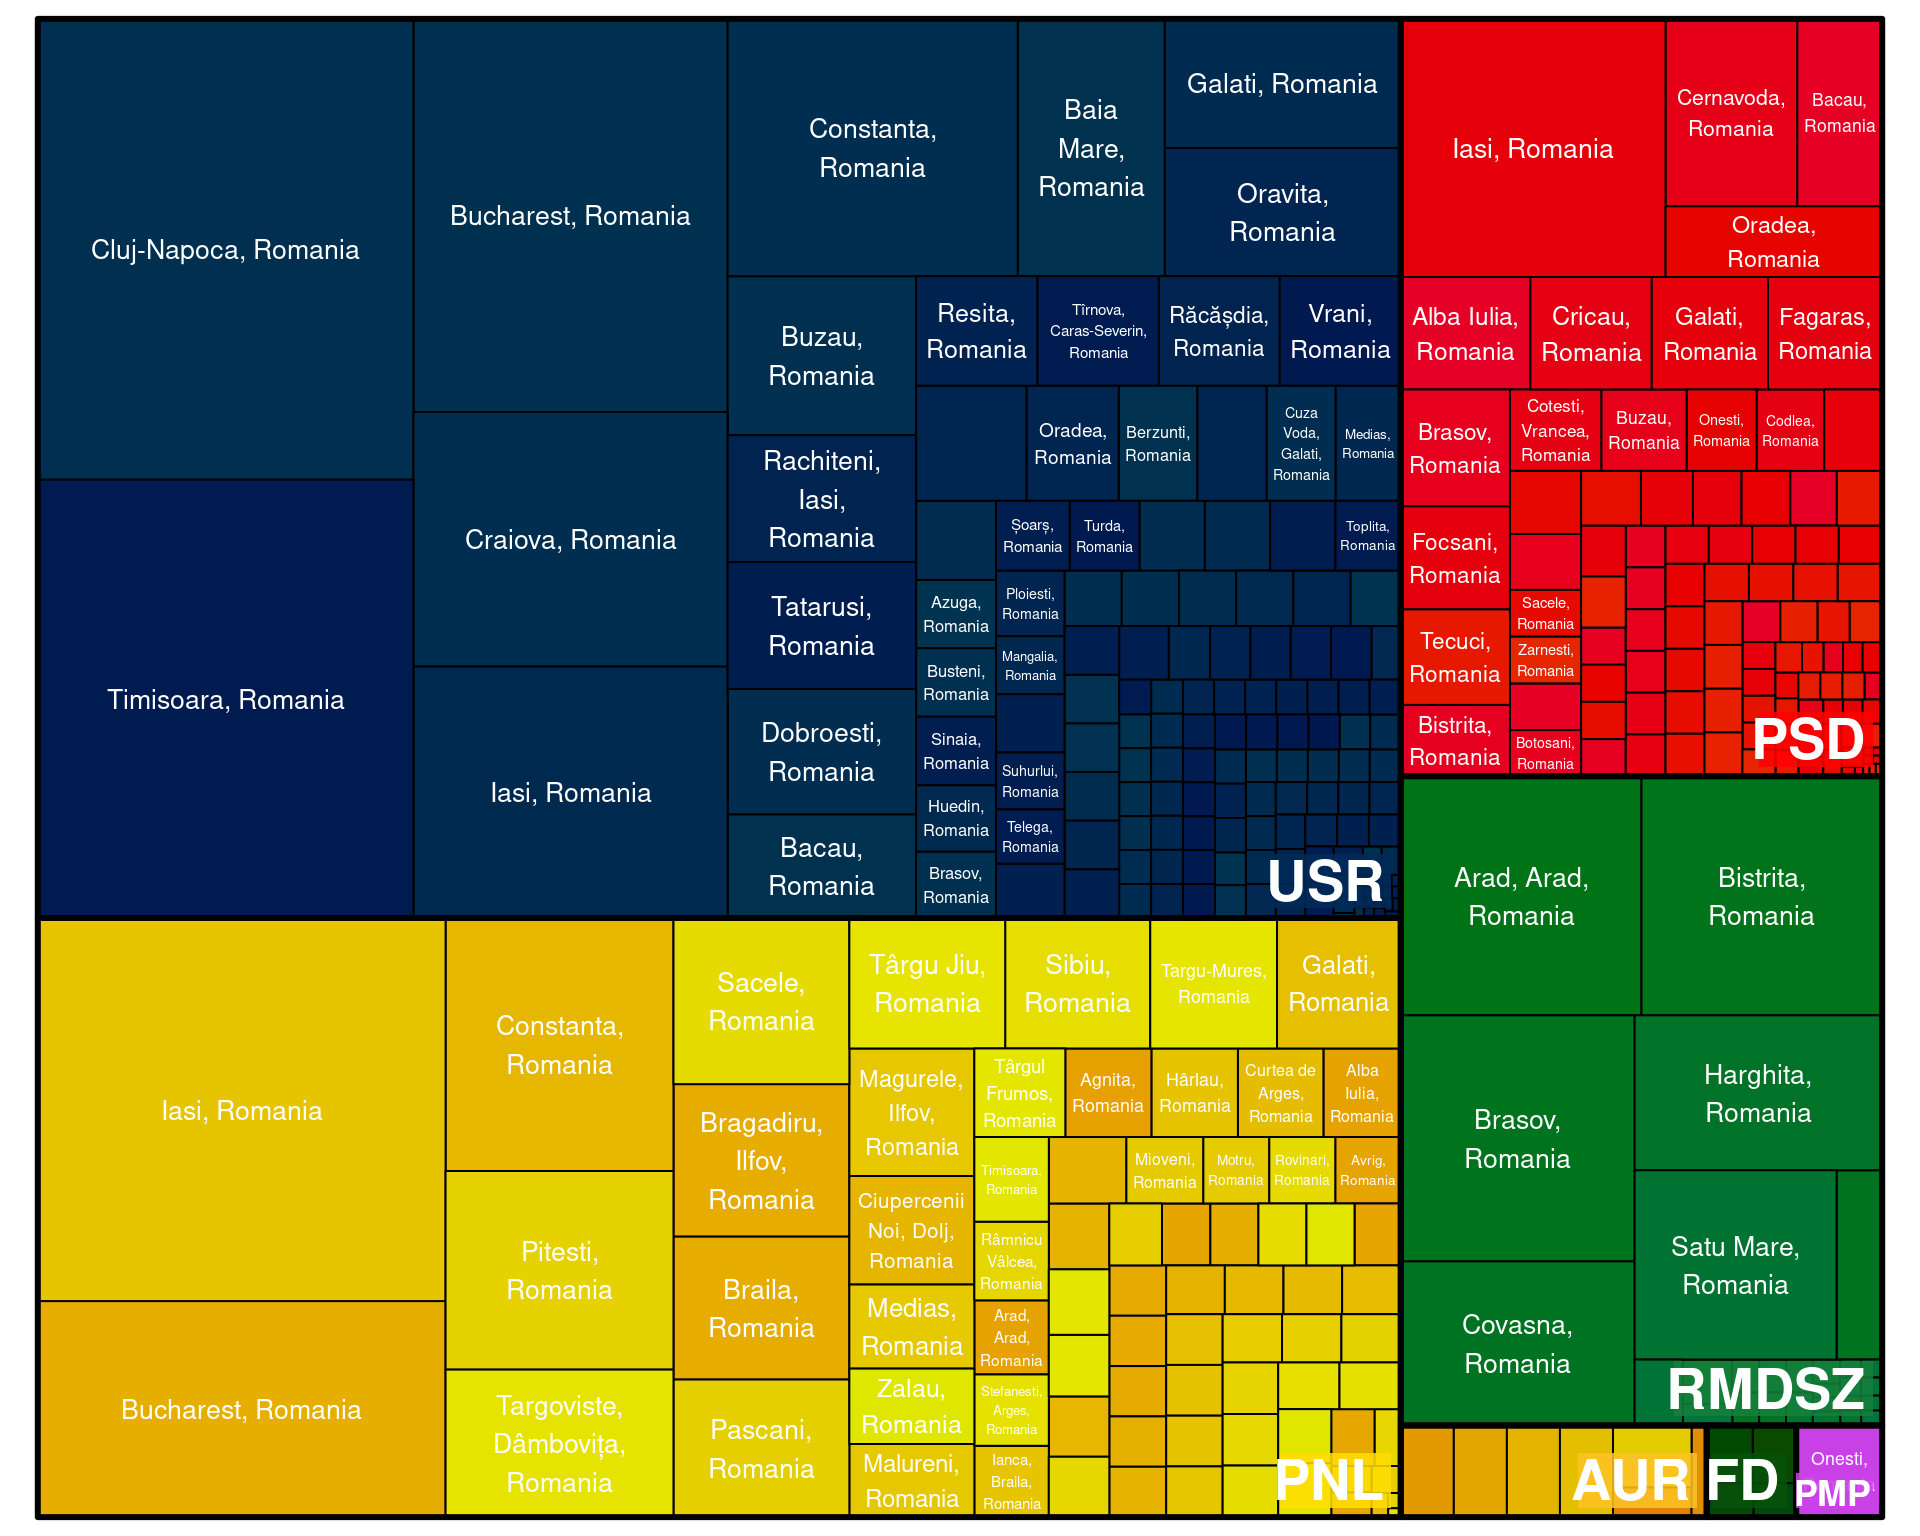 Cluj-Napoca, Romania
Timisoara, Romania
Bucharest, Romania
Craiova, Romania
Iasi, Romania
Constanta,
Romania
Baia
Mare,
Romania
Galati, Romania
Oravita,
Romania
Buzau,
Romania
Rachiteni,
Iasi,
Romania
Tatarusi,
Romania
Dobroesti,
Romania
Bacau,
Romania
Resita,
Romania
Tîrnova,
Caras-Severin,
Romania
Răcășdia,
Romania
Vrani,
Romania
Oradea,
Romania
Berzunti,
Romania
Cuza
Voda,
Galati,
Romania
Medias,
Romania
Șoarș,
Romania
Turda,
Romania
Toplita,
Romania
Azuga,
Romania
Busteni,
Romania
Sinaia,
Romania
Huedin,
Romania
Brasov,
Romania
Ploiesti,
Romania
Mangalia,
Romania
Suhurlui,
Romania
Telega,
Romania
USR
Iasi, Romania
Cernavoda,
Romania
Bacau,
Romania
Oradea,
Romania
Alba Iulia,
Romania
Cricau,
Romania
Galati,
Romania
Fagaras,
Romania
Brasov,
Romania
Focsani,
Romania
Tecuci,
Romania
Bistrita,
Romania
Cotesti,
Vrancea,
Romania
Buzau,
Romania
Onesti,
Romania
Codlea,
Romania
Sacele,
Romania
Zarnesti,
Romania
Botosani,
Romania
PSD
Iasi, Romania
Bucharest, Romania
Constanta,
Romania
Pitesti,
Romania
Targoviste,
Dâmbovița,
Romania
Sacele,
Romania
Bragadiru,
Ilfov,
Romania
Braila,
Romania
Pascani,
Romania
Târgu Jiu,
Romania
Sibiu,
Romania
Targu-Mures,
Romania
Galati,
Romania
Magurele,
Ilfov,
Romania
Ciupercenii
Noi, Dolj,
Romania
Medias,
Romania
Zalau,
Romania
Malureni,
Romania
Târgul
Frumos,
Romania
Agnita,
Romania
Hârlau,
Romania
Curtea de
Arges,
Romania
Alba
Iulia,
Romania
Timisoara,
Romania
Râmnicu
Vâlcea,
Romania
Arad,
Arad,
Romania
Stefanesti,
Arges,
Romania
Ianca,
Braila,
Romania
Mioveni,
Romania
Motru,
Romania
Rovinari,
Romania
Avrig,
Romania
PNL
Arad, Arad,
Romania
Bistrita,
Romania
Brasov,
Romania
Covasna,
Romania
Harghita,
Romania
Satu Mare,
Romania
RMDSZ
AUR
FD
Onesti,
PMP